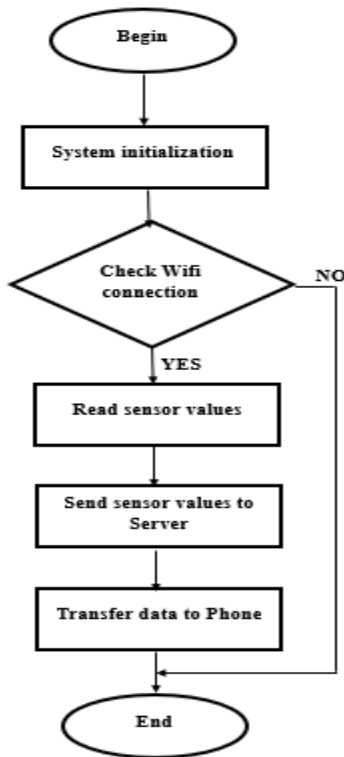 Begin
System initialization
Check Wifi
connection
NO
YES
Read sensor values
Send sensor values to
Server
Transfer data to Phone
End